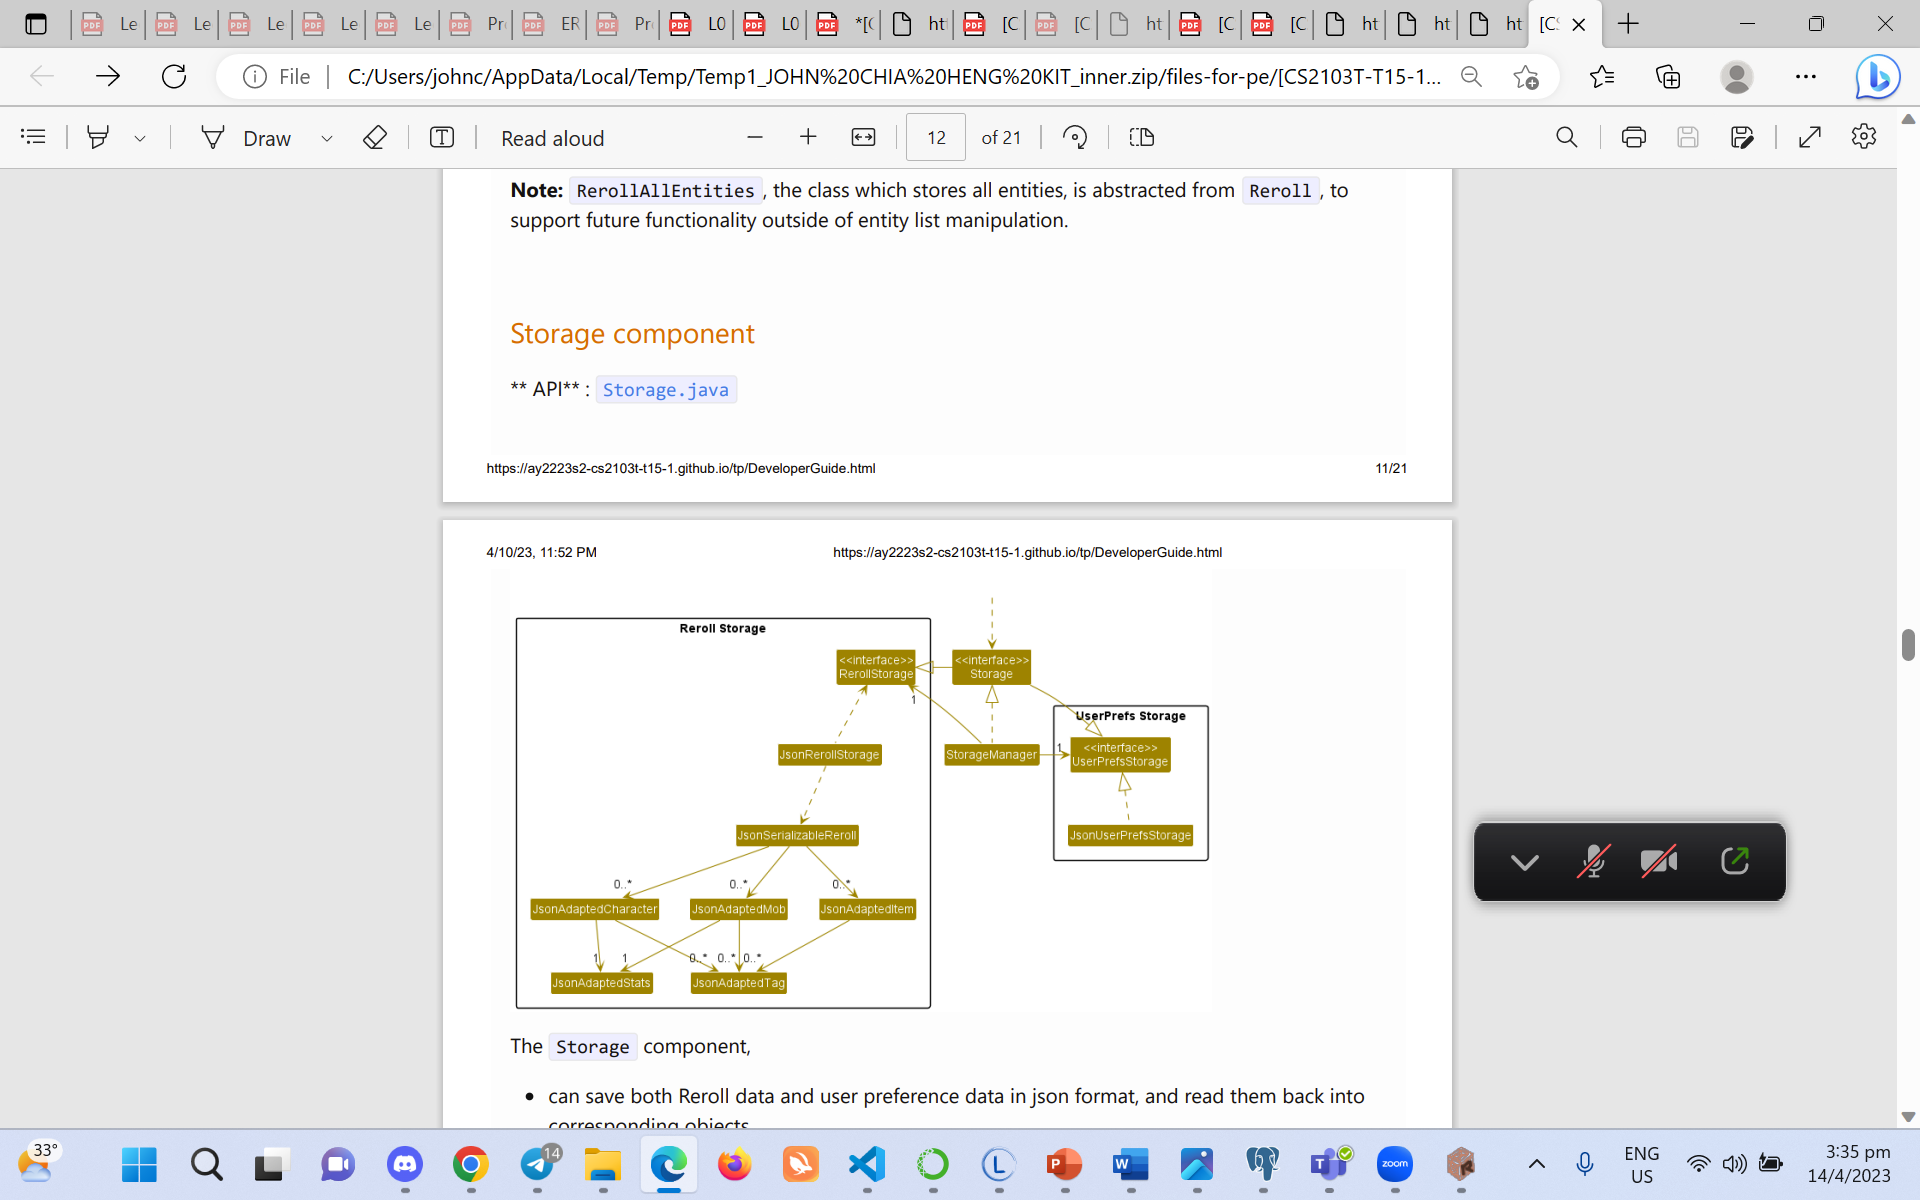 Le
Le
Le
Le
Le
Pr
ER
Pr
L0
L0
*[C
ht
[C
[C
ht
[C
[C
ht
ht
ht
[CS
File
C:/Users/johnc/AppData/Local/Temp/Temp1_JOHN%20CHIA%20HENG%20KIT_inner.zip/files-for-pe/[CS2103T-T15-1...
Draw
Read aloud
12
of 21
Note: RerollAllEntities, the class which stores all entities, is abstracted from Reroll, to
support future functionality outside of entity list manipulation.
Storage component
** API** : Storage.java
https://ay2223s2-cs2103t-t15-1.github.io/tp/DeveloperGuide.html
11/21
4/10/23, 11:52 PM
https://ay2223s2-cs2103t-t15-1.github.io/tp/DeveloperGuide.html
Reroll Storage
<<interface>>
RerollStorage
<<interface>>
Storage
1
UserPrefs Storage
JsonRerollStorage
StorageManager
1
<<interface>>
UserPrefsStorage
JsonSerializableReroll
JsonUserPrefsStorage
0..*
0..*
0..*
JsonAdaptedCharacter
JsonAdaptedMob
JsonAdaptedItem
1
1
0..*
0..*
0..*
JsonAdaptedStats
JsonAdaptedTag
The Storage component,
• can save both Reroll data and user preference data in json format, and read them back into
corresponding objects
33°
14
zoom
ENG
US
3:35 pm
14/4/2023